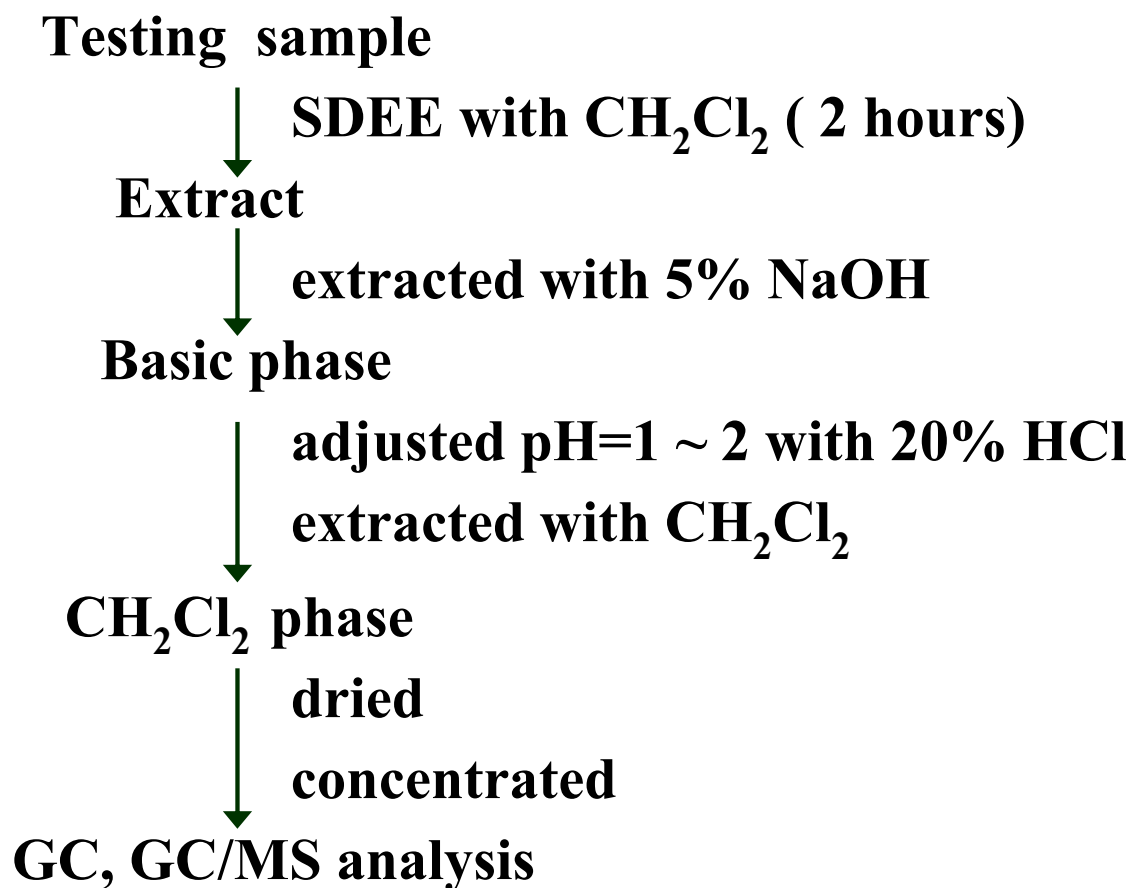 Testing sample
SDEE with CH₂Cl₂ ( 2 hours)
Extract
extracted with 5% NaOH
Basic phase
adjusted pH=1 ~ 2 with 20% HCl
extracted with CH₂Cl₂
CH₂Cl₂ phase
dried
concentrated
GC, GC/MS analysis